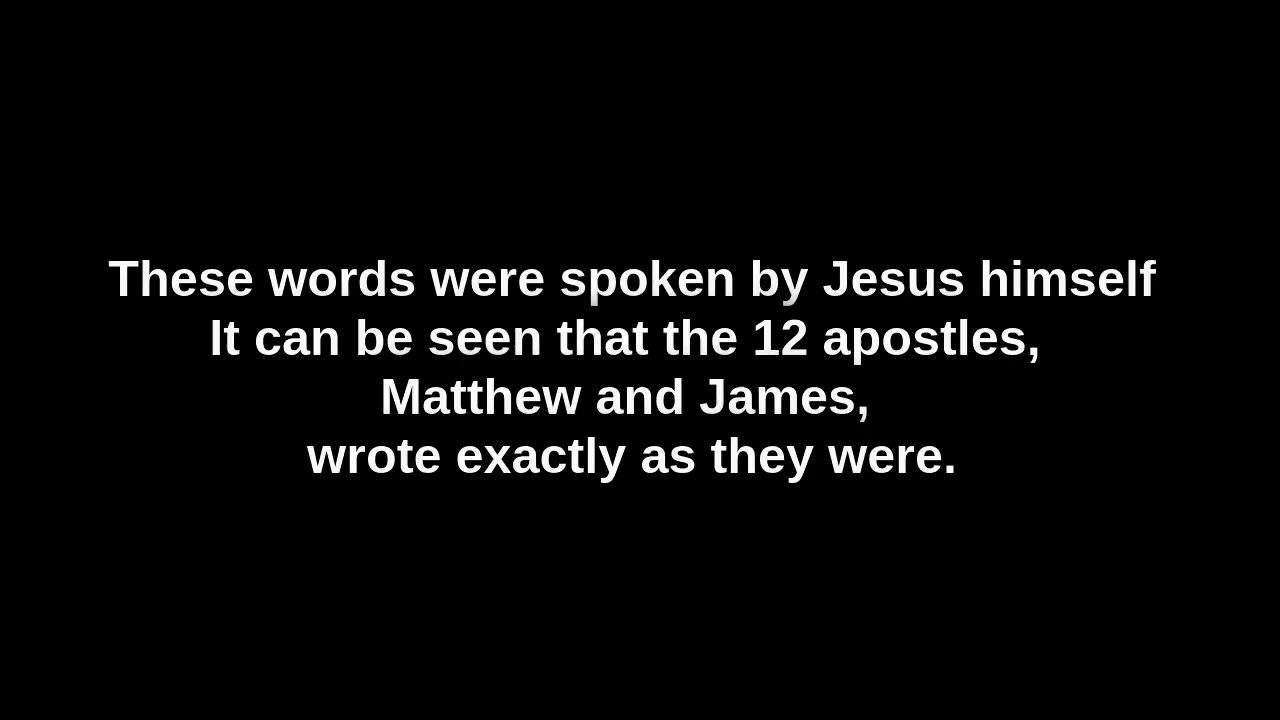 These words were spoken by Jesus himself
It can be seen that the 12 apostles,
Matthew and James,
wrote exactly as they were.